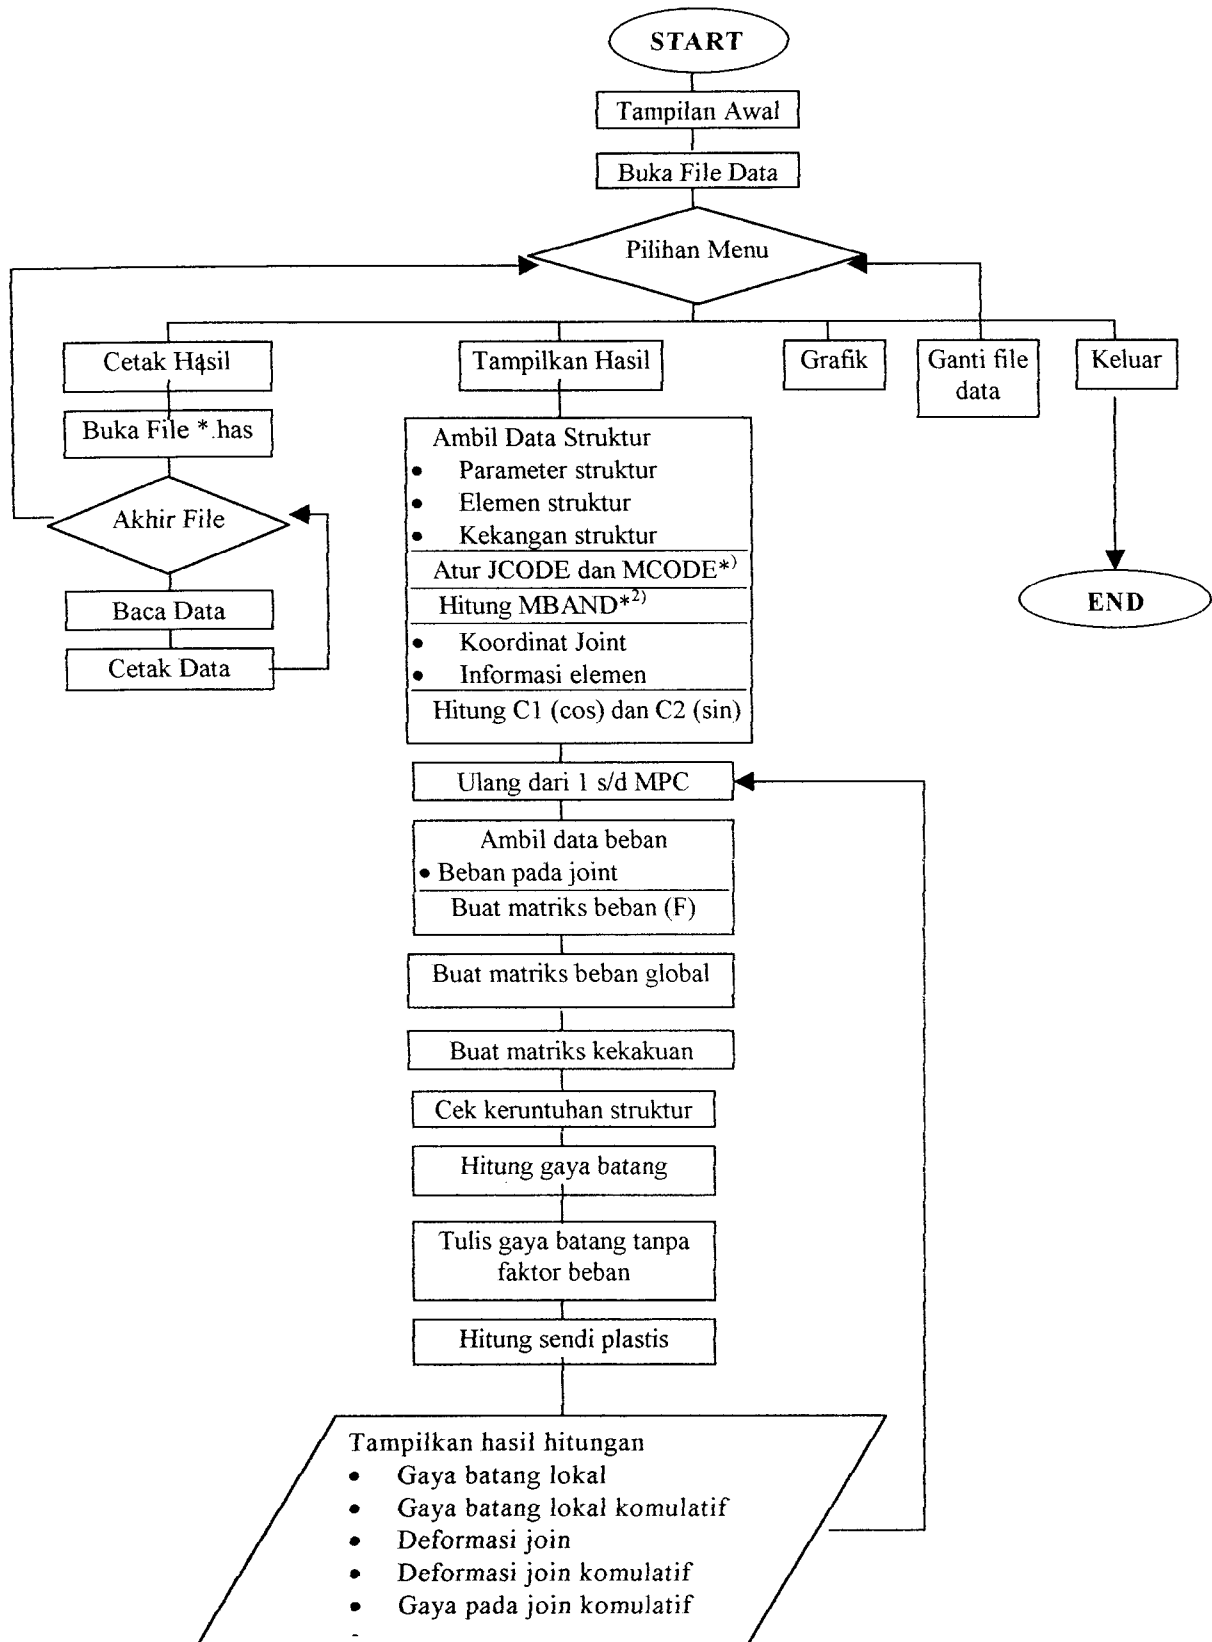 START
Tampilan Awal
Buka File Data
Pilihan Menu
Cetak Hasil
Tampilkan Hasil
Grafik
Ganti file
data
Keluar
Buka File *.has
Akhir File
Baca Data
Cetak Data
Ambil Data Struktur
• Parameter struktur
• Elemen struktur
• Kekangan struktur
Atur JCODE dan MCODE*)
Hitung MBAND*2)
• Koordinat Joint
• Informasi elemen
Hitung C1 (cos) dan C2 (sin)
END
Ulang dari 1 s/d MPC
Ambil data beban
• Beban pada joint
Buat matriks beban (F)
Buat matriks beban global
Buat matriks kekakuan
Cek keruntuhan struktur
Hitung gaya batang
Tulis gaya batang tanpa
faktor beban
Hitung sendi plastis
Tampilkan hasil hitungan
• Gaya batang lokal
• Gaya batang lokal komulatif
• Deformasi join
• Deformasi join komulatif
• Gaya pada join komulatif